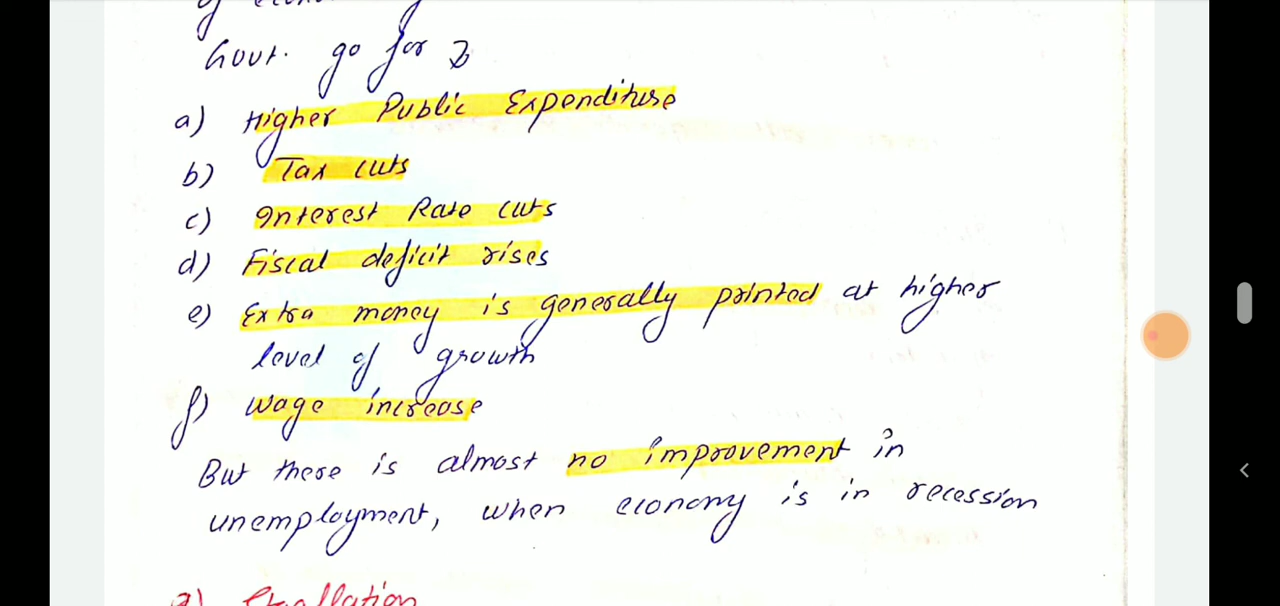 Govt. go for
a) Higher Public Expenditure
b) Tax cuts
c) Interest Rate cuts
d) Fiscal deficit rises
e) Extra money is generally printed at higher
level of growth
f) Wage increase
But there is almost no improvement in
unemployment, when economy is in recession